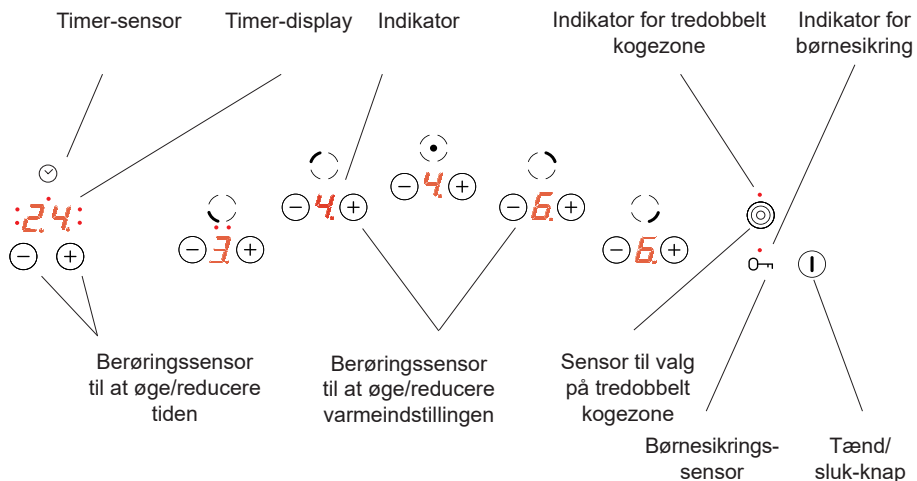 Timer-sensor
Timer-display
Indikator
Indikator for tredobbelt
kogezone
Indikator for
børnesikring
2.4.
3.
4.
4.
6.
6.
Berøringssensor
til at øge/reducere
tiden
Berøringssensor
til at øge/reducere
varmeindstillingen
Sensor til valg
på tredobbelt
kogezone
Børnesikrings-
sensor
Tænd/
sluk-knap